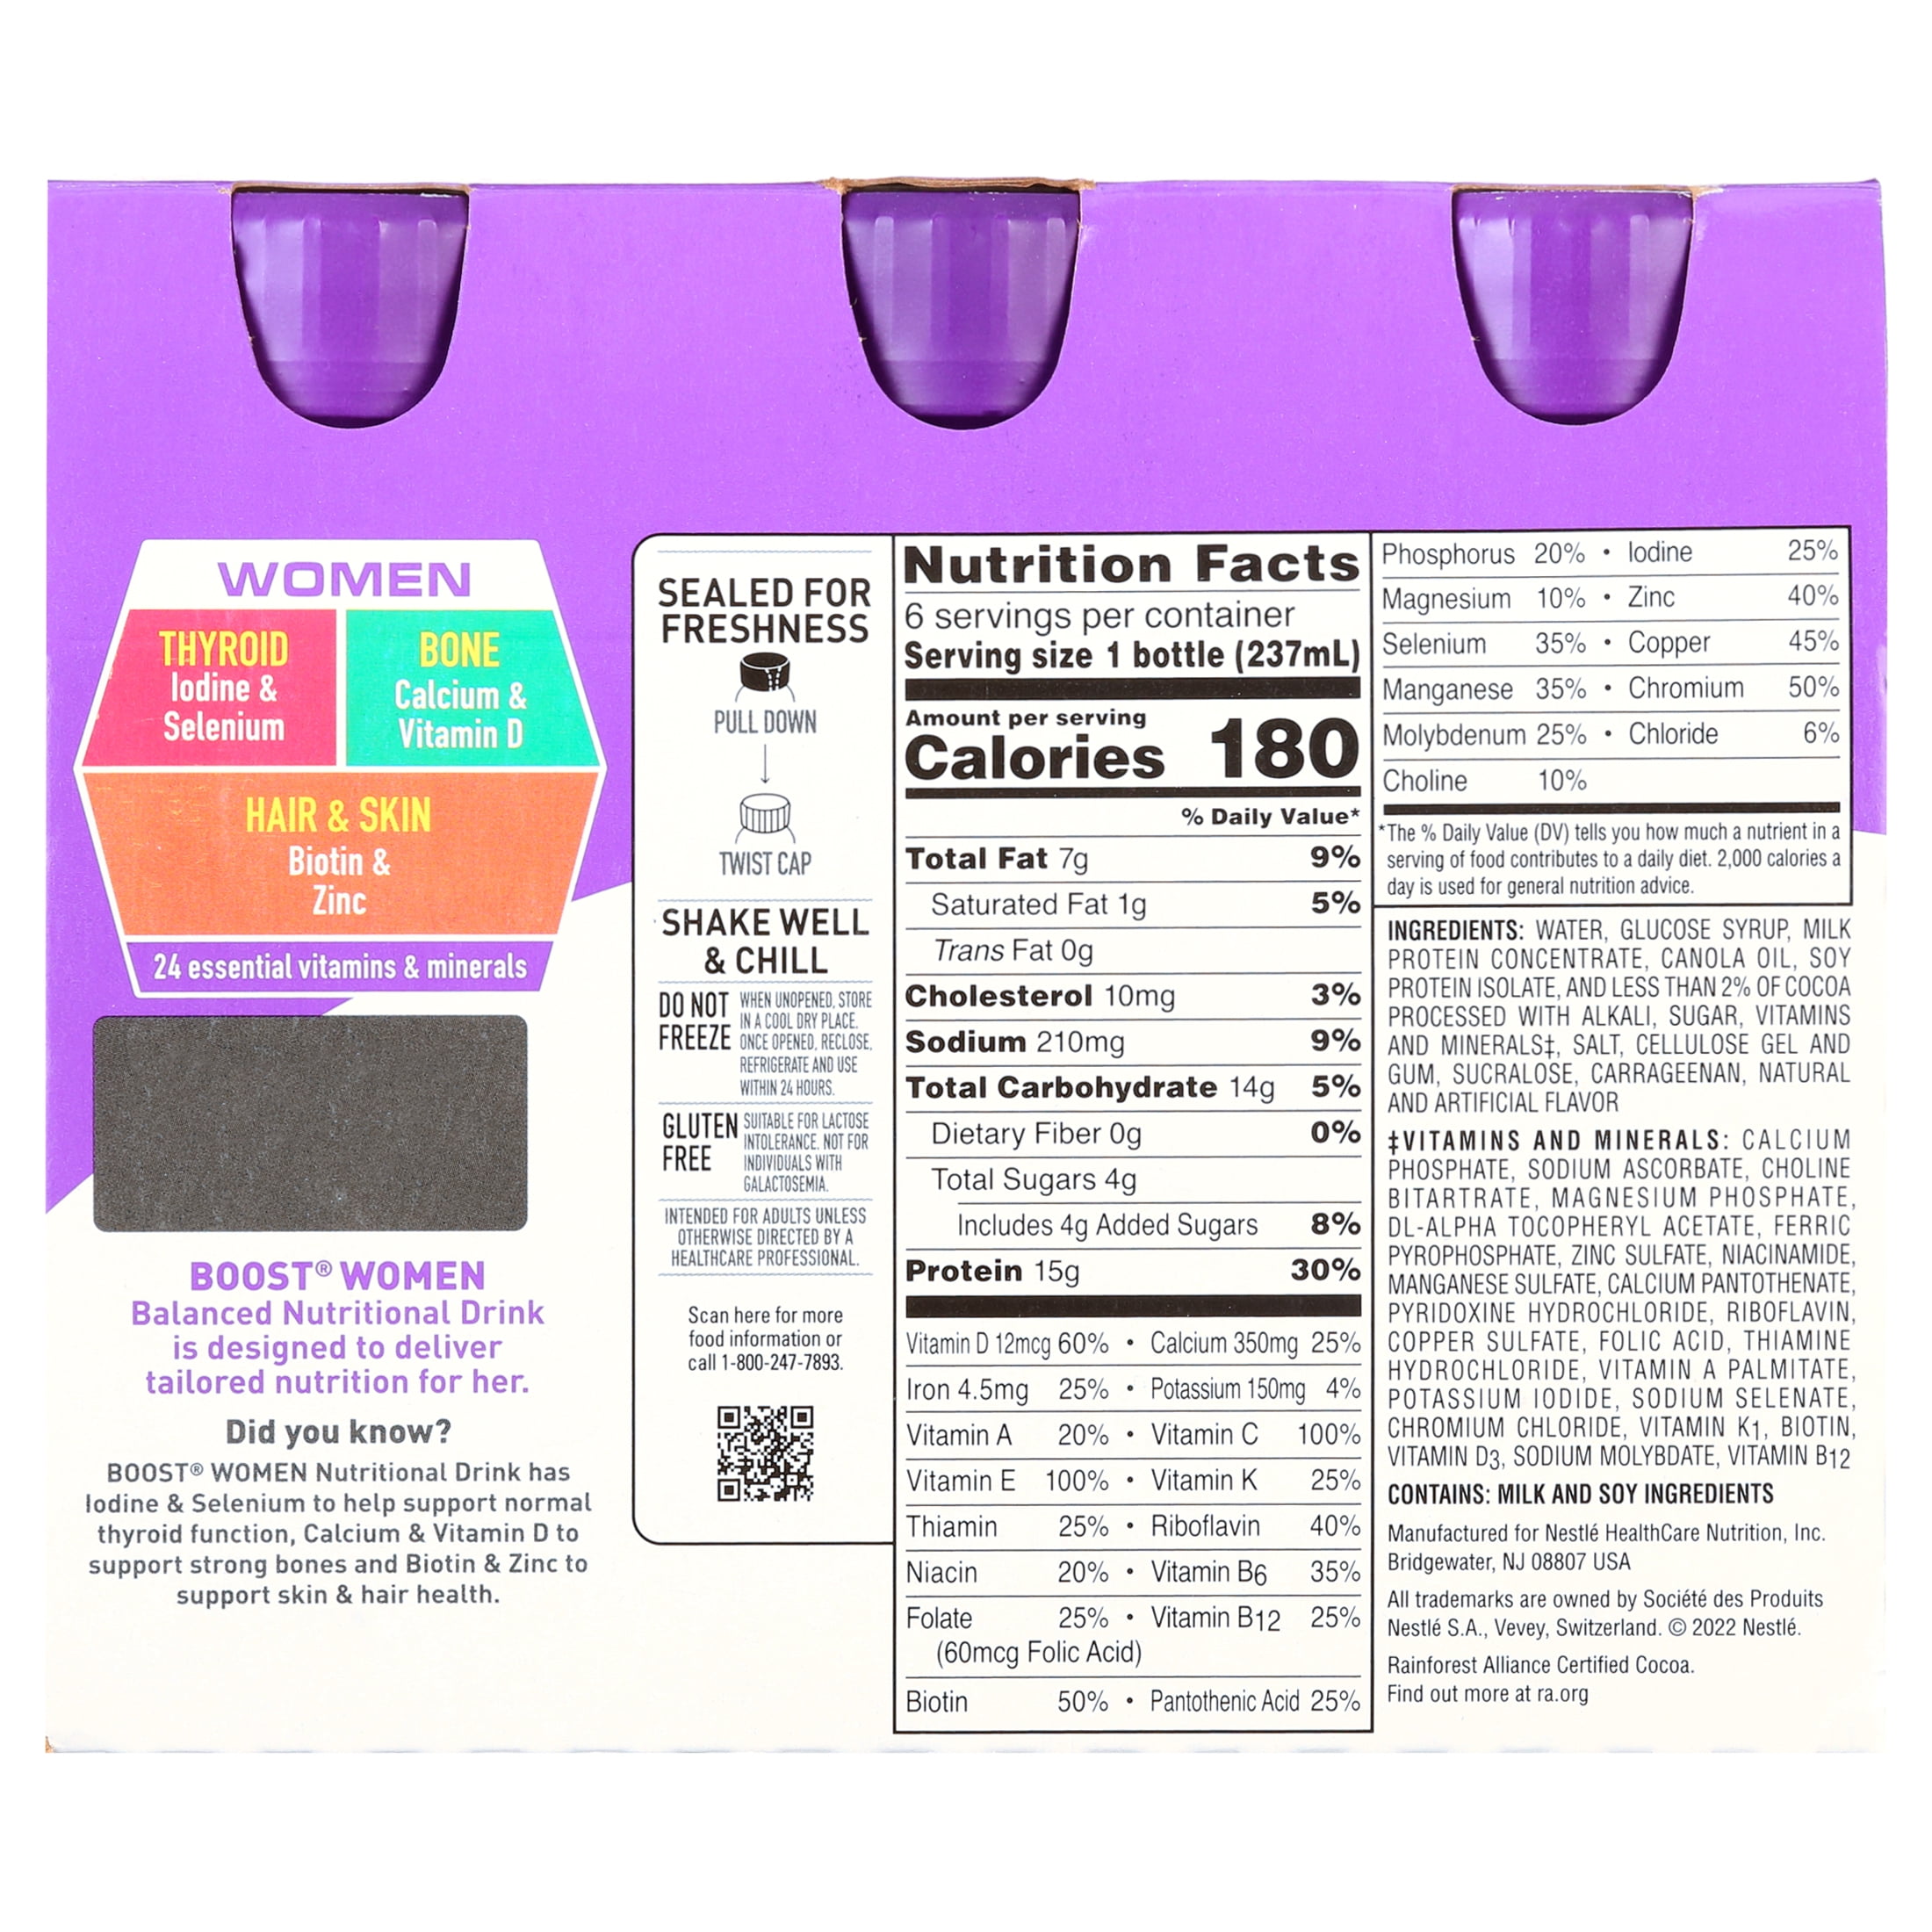 WOMEN
THYROID
Iodine &
Selenium
BONE
Calcium &
Vitamin D
HAIR & SKIN
Biotin &
Zinc
24 essential vitamins & minerals
BOOST® WOMEN
Balanced Nutritional Drink
is designed to deliver
tailored nutrition for her.
Did you know?
BOOST® WOMEN Nutritional Drink has
Iodine & Selenium to help support normal
thyroid function, Calcium & Vitamin D to
support strong bones and Biotin & Zinc to
support skin & hair health.
SEALED FOR
FRESHNESS
PULL DOWN
TWIST CAP
SHAKE WELL
& CHILL
DO NOT
FREEZE
WHEN UNOPENED, STORE
IN A COOL DRY PLACE.
ONCE OPENED, RECLOSE,
REFRIGERATE AND USE
WITHIN 24 HOURS.
GLUTEN
FREE
SUITABLE FOR LACTOSE
INTOLERANCE. NOT FOR
INDIVIDUALS WITH
GALACTOSEMIA.
INTENDED FOR ADULTS UNLESS
OTHERWISE DIRECTED BY A
HEALTHCARE PROFESSIONAL.
Scan here for more
food information or
call 1-800-247-7893.
Nutrition Facts
6 servings per container
Serving size 1 bottle (237mL)
Amount per serving
Calories 180
% Daily Value*
Total Fat 7g 9%
Saturated Fat 1g 5%
Trans Fat 0g
Cholesterol 10mg 3%
Sodium 210mg 9%
Total Carbohydrate 14g 5%
Dietary Fiber 0g 0%
Total Sugars 4g
Includes 4g Added Sugars 8%
Protein 15g 30%
Vitamin D 12mcg 60% • Calcium 350mg 25%
Iron 4.5mg 25% • Potassium 150mg 4%
Vitamin A 20% • Vitamin C 100%
Vitamin E 100% • Vitamin K 25%
Thiamin 25% • Riboflavin 40%
Niacin 20% • Vitamin B6 35%
Folate 25% • Vitamin B12 25%
(60mcg Folic Acid)
Biotin 50% • Pantothenic Acid 25%
Phosphorus 20% • Iodine 25%
Magnesium 10% • Zinc 40%
Selenium 35% • Copper 45%
Manganese 35% • Chromium 50%
Molybdenum 25% • Chloride 6%
Choline 10%
*The % Daily Value (DV) tells you how much a nutrient in a
serving of food contributes to a daily diet. 2,000 calories a
day is used for general nutrition advice.
INGREDIENTS: WATER, GLUCOSE SYRUP, MILK
PROTEIN CONCENTRATE, CANOLA OIL, SOY
PROTEIN ISOLATE, AND LESS THAN 2% OF COCOA
PROCESSED WITH ALKALI, SUGAR, VITAMINS
AND MINERALS‡, SALT, CELLULOSE GEL AND
GUM, SUCRALOSE, CARRAGEENAN, NATURAL
AND ARTIFICIAL FLAVOR
‡VITAMINS AND MINERALS: CALCIUM
PHOSPHATE, SODIUM ASCORBATE, CHOLINE
BITARTRATE, MAGNESIUM PHOSPHATE,
DL-ALPHA TOCOPHERYL ACETATE, FERRIC
PYROPHOSPHATE, ZINC SULFATE, NIACINAMIDE,
MANGANESE SULFATE, CALCIUM PANTOTHENATE,
PYRIDOXINE HYDROCHLORIDE, RIBOFLAVIN,
COPPER SULFATE, FOLIC ACID, THIAMINE
HYDROCHLORIDE, VITAMIN A PALMITATE,
POTASSIUM IODIDE, SODIUM SELENATE,
CHROMIUM CHLORIDE, VITAMIN K1, BIOTIN,
VITAMIN D3, SODIUM MOLYBDATE, VITAMIN B12
CONTAINS: MILK AND SOY INGREDIENTS
Manufactured for Nestlé HealthCare Nutrition, Inc.
Bridgewater, NJ 08807 USA
All trademarks are owned by Société des Produits
Nestlé S.A., Vevey, Switzerland. © 2022 Nestlé.
Rainforest Alliance Certified Cocoa.
Find out more at ra.org